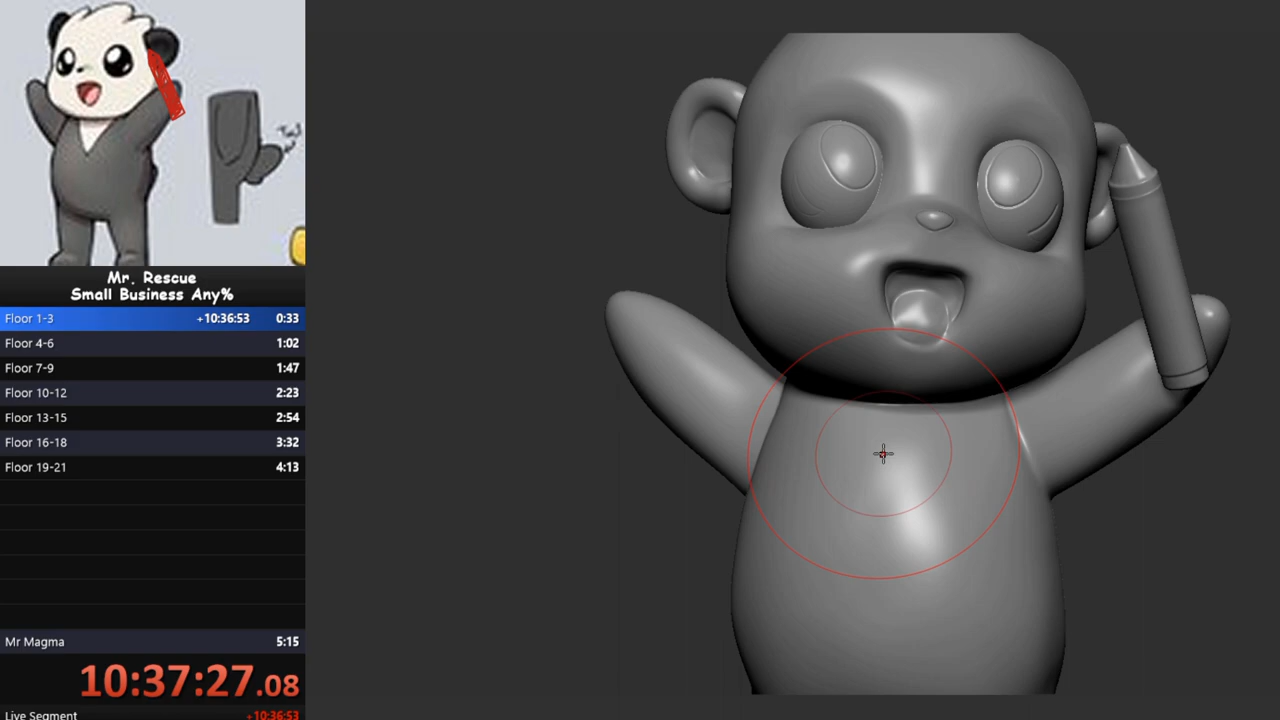 Mr. Rescue
Small Business Any%
Floor 1-3 +10:36:53 0:33
Floor 4-6 1:02
Floor 7-9 1:47
Floor 10-12 2:23
Floor 13-15 2:54
Floor 16-18 3:32
Floor 19-21 4:13
Mr Magma 5:15
10:37:27.08
Live Segment +10:36:53